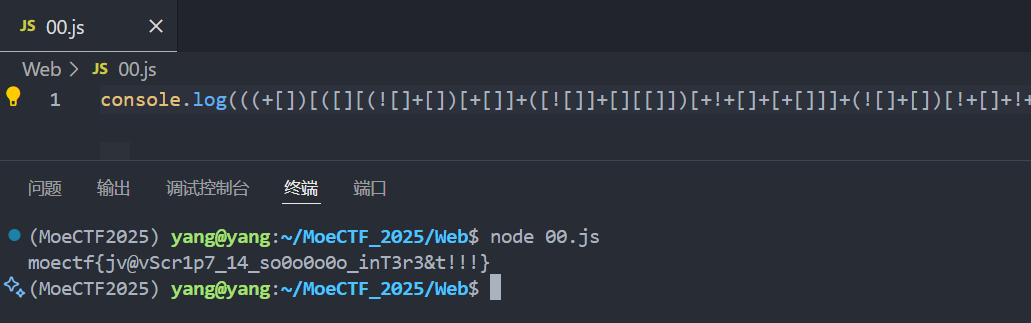 JS 00.js ×
Web > JS 00.js
1 console.log(((+[])[([][(![]+[])[+[]]+([![]]+[][[]])[+!+[]+[+[]]]+(![]+[])[!+[]+!+
问题 输出 调试控制台 终端 端口
(MoeCTF2025) yang@yang:~/MoeCTF_2025/Web$ node 00.js
moectf{jv@vScr1p7_14_so0o0o0o_inT3r3&t!!!}
(MoeCTF2025) yang@yang:~/MoeCTF_2025/Web$